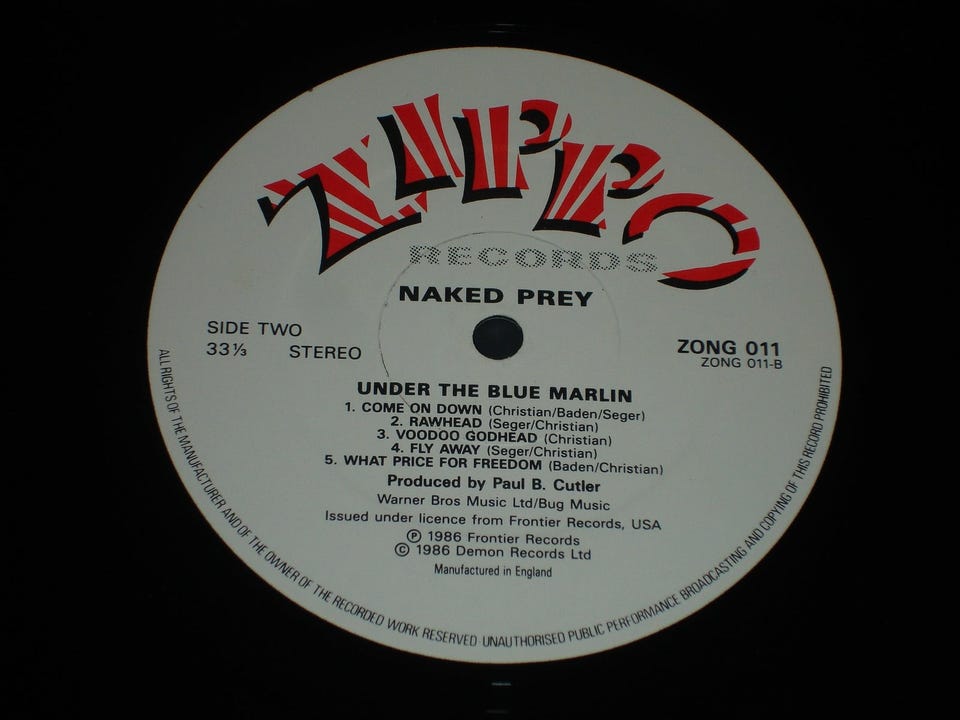 ZIPPO
RECORDS
NAKED PREY
SIDE TWO
33⅓ STEREO
ZONG 011
ZONG 011-B
UNDER THE BLUE MARLIN
1. COME ON DOWN (Christian/Baden/Seger)
2. RAWHEAD (Seger/Christian)
3. VOODOO GODHEAD (Christian)
4. FLY AWAY (Seger/Christian)
5. WHAT PRICE FOR FREEDOM (Baden/Christian)
Produced by Paul B. Cutler
Warner Bros Music Ltd/Bug Music
Issued under licence from Frontier Records, USA
℗ 1986 Frontier Records
© 1986 Demon Records Ltd
Manufactured in England
ALL RIGHTS OF THE MANUFACTURER AND OF THE OWNER OF THE RECORDED WORK RESERVED · UNAUTHORISED PUBLIC PERFORMANCE BROADCASTING AND COPYING OF THIS RECORD PROHIBITED